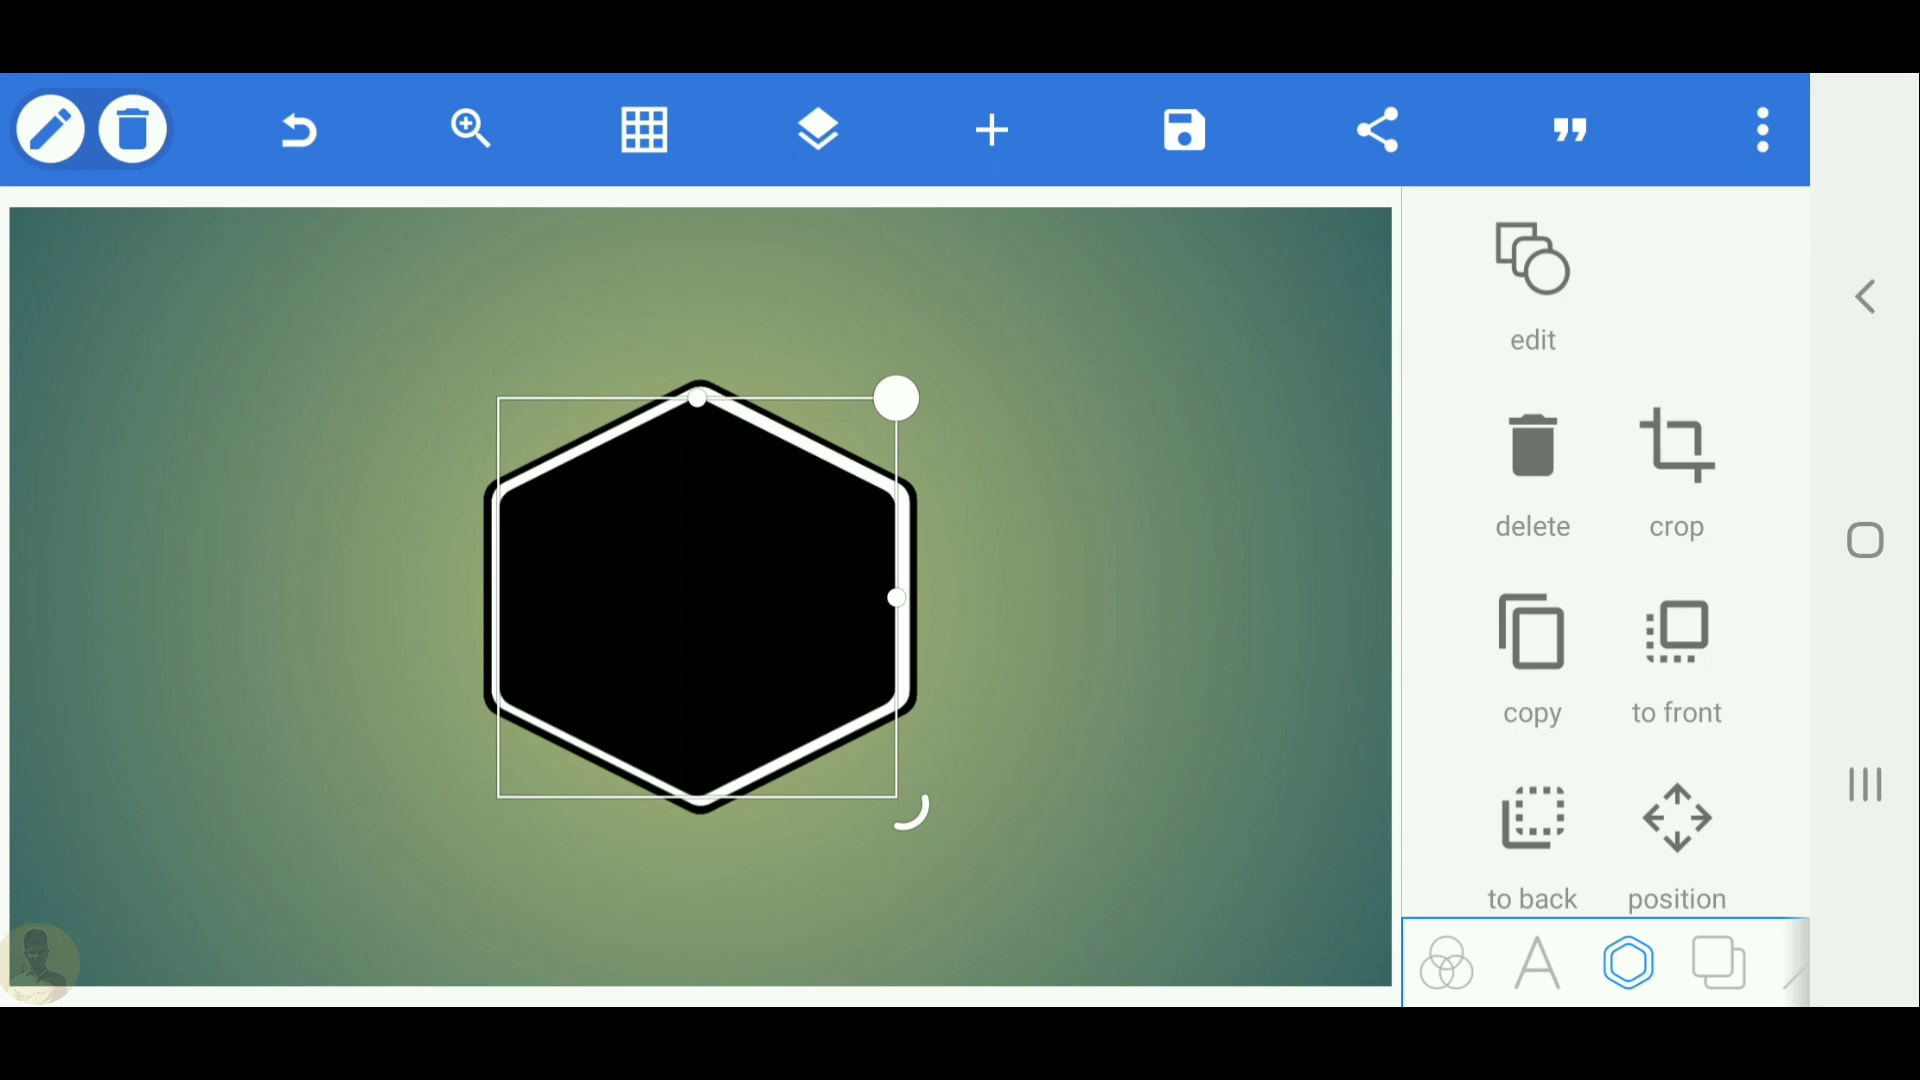 edit
delete
crop
copy
to front
to back
position